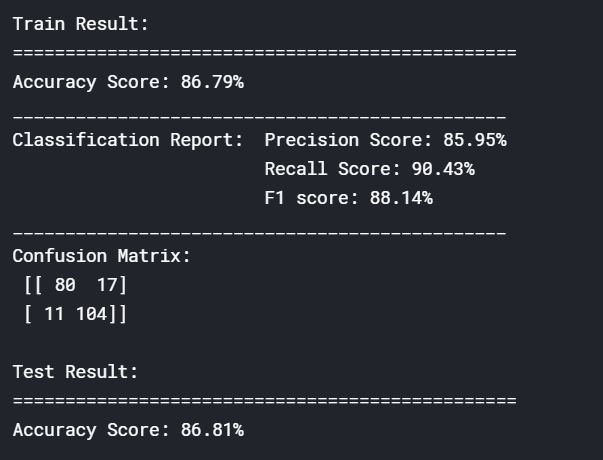 Train Result:
================================================
Accuracy Score: 86.79%
_______________________________________________
Classification Report:  Precision Score: 85.95%
                        Recall Score: 90.43%
                        F1 score: 88.14%
_______________________________________________
Confusion Matrix:
 [[ 80  17]
 [ 11 104]]

Test Result:
================================================
Accuracy Score: 86.81%